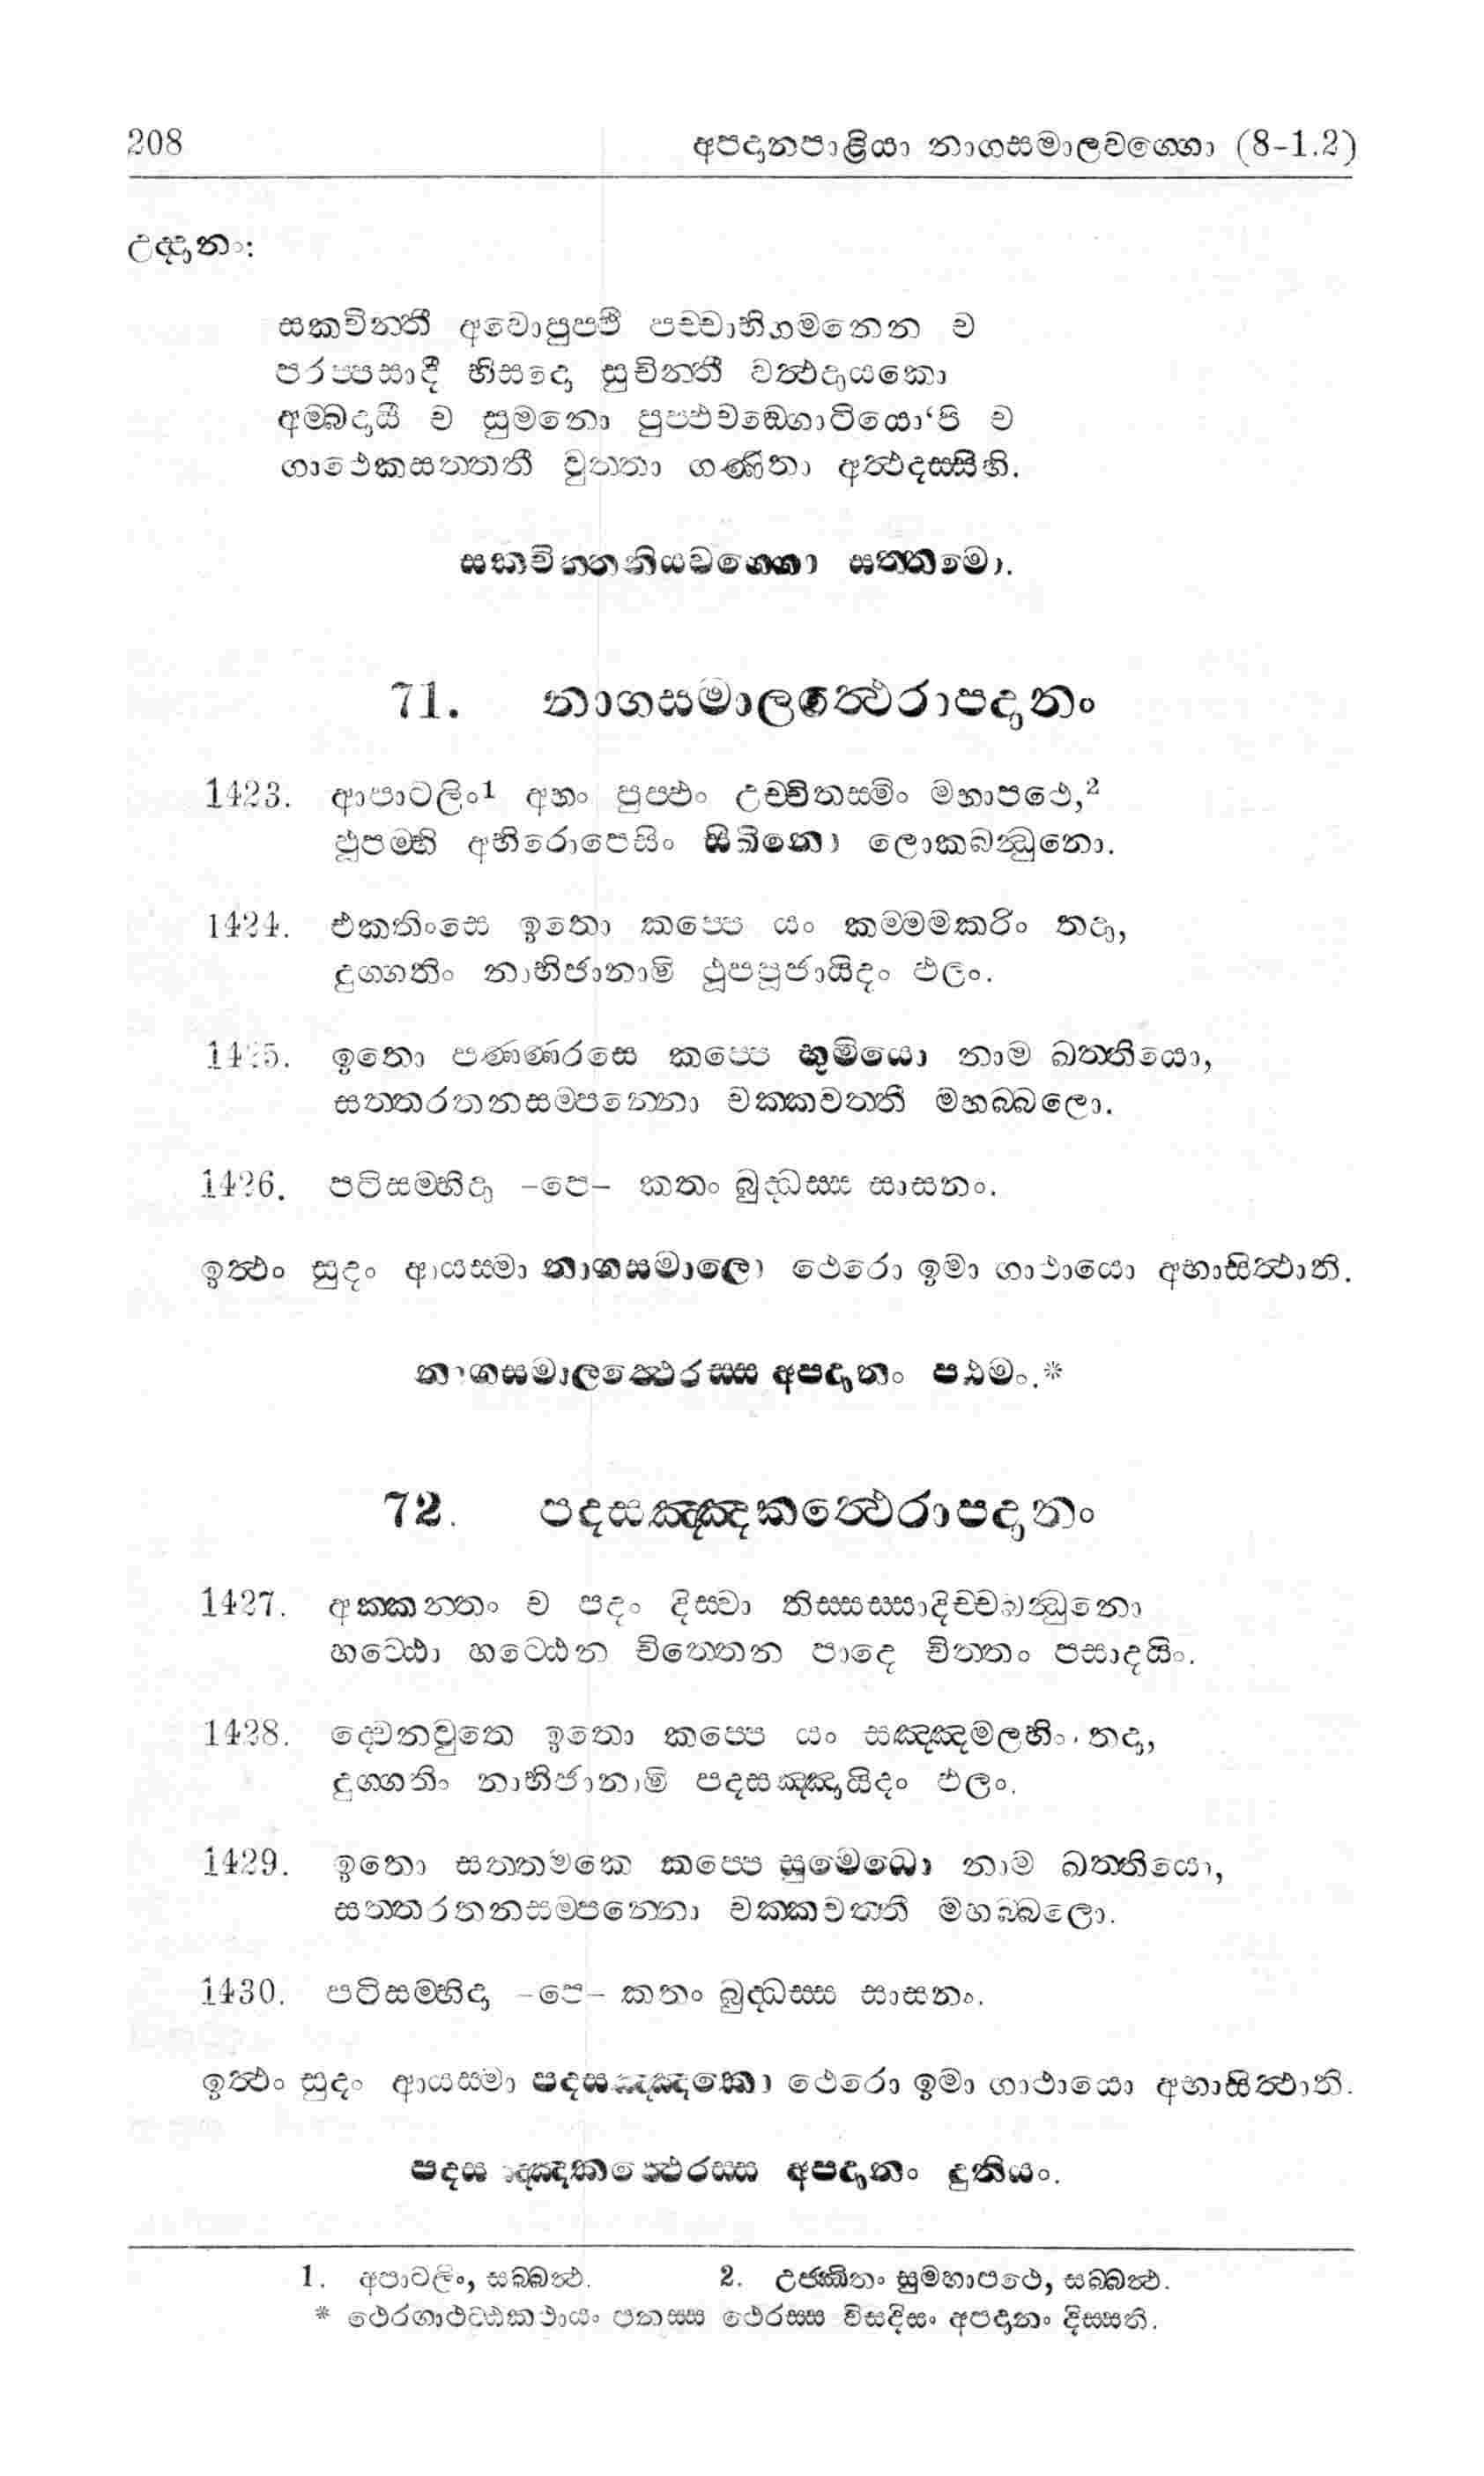 208 අපදානපාළියා නාගසමාලවග්ගො (8-1.2)
උද්දානං:
සකචින්තී අවොපුප්ඵී පච්චාභිගමනෙන ච
පරප්පසාදී භිසදො සුචින්තී වත්ථදායකො
අම්බදායී ච සුමනො පුප්ඵචඞ්ගොටියො‘පි ච
ගාථෙකසත්තතී වුත්තා ගණිතා අත්ථදස්සිභි.
සකචින්තනියවග්ගො සත්තමො.
71. නාගසමාලත්ථෙරාපදානං
1423. ආපාටලිං¹ අහං පුප්ඵං උච්චිතස්මිං මහාපථෙ,²
ථූපම්භි අභිරොපෙසිං සිඛිනො ලොකබන්ධුනො.
1424. එකතිංසෙ ඉතො කප්පෙ යං කම්මමකරිං තදා,
දුග්ගතිං නාභිජානාමි ථූපපූජායිදං ඵලං.
1425. ඉතො පණ්ණරසෙ කප්පෙ භූමියො නාම ඛත්තියො,
සත්තරතනසම්පන්නො චක්කවත්තී මහබ්බලො.
1426. පටිසම්භිදා -පෙ- කතං බුද්ධස්ස සාසනං.
ඉත්ථං සුදං ආයස්මා නාගසමාලො ථෙරො ඉමා ගාථායො අභාසිත්ථාති.
නාගසමාලත්ථෙරස්ස අපදානං පඨමං.*
72. පදසඤ්ඤකත්ථෙරාපදානං
1427. අක්කන්තං ච පදං දිස්වා තිස්සස්සාදිච්චබන්ධුනො
හට්ඨො හට්ඨෙන චිත්තෙන පාදෙ චිත්තං පසාදයිං.
1428. ද්වෙනවුතෙ ඉතො කප්පෙ යං සඤ්ඤමලභිං තදා,
දුග්ගතිං නාභිජානාමි පදසඤ්ඤායිදං ඵලං.
1429. ඉතො සත්තමකෙ කප්පෙ සුමෙධො නාම ඛත්තියො,
සත්තරතනසම්පන්නො චක්කවත්තී මහබ්බලො.
1430. පටිසම්භිදා -පෙ- කතං බුද්ධස්ස සාසනං.
ඉත්ථං සුදං ආයස්මා පදසඤ්ඤකො ථෙරො ඉමා ගාථායො අභාසිත්ථාති.
පදසඤ්ඤකත්ථෙරස්ස අපදානං දුතියං.
1. අපාටලිං, සබ්බත්ථ. 2. උජ්ඣිතං සුමහාපථෙ, සබ්බත්ථ.
* ථෙරගාථට්ඨකථායං පනස්ස ථෙරස්ස විසදිසං අපදානං දිස්සති.